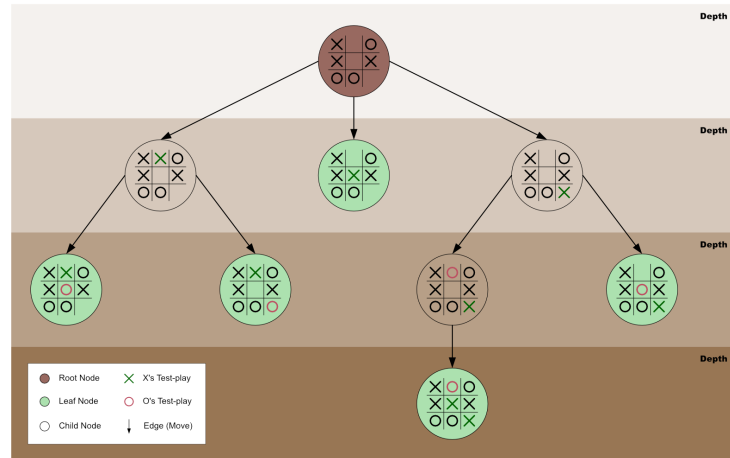 Depth
Depth
Depth
Depth
Root Node
X's Test-play
Leaf Node
O's Test-play
Child Node
Edge (Move)